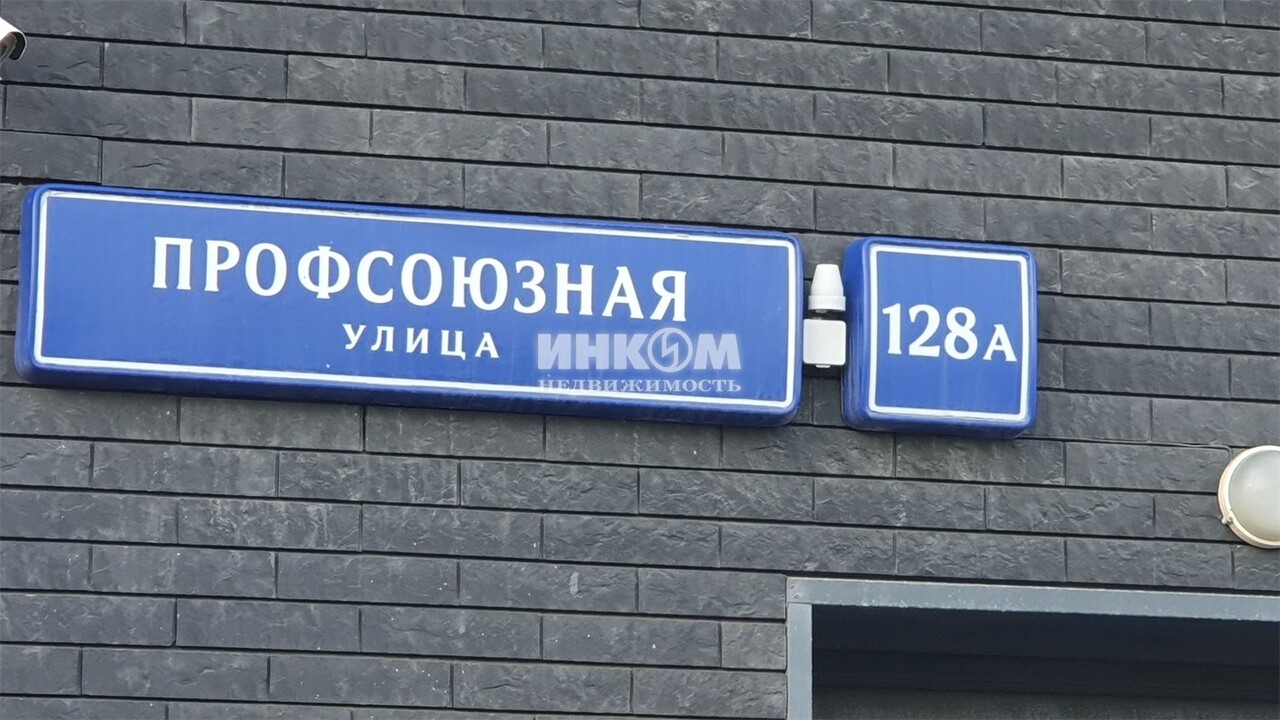 ПРОФСОЮЗНАЯ
УЛИЦА
128А
ИНКОМ
НЕДВИЖИМОСТЬ